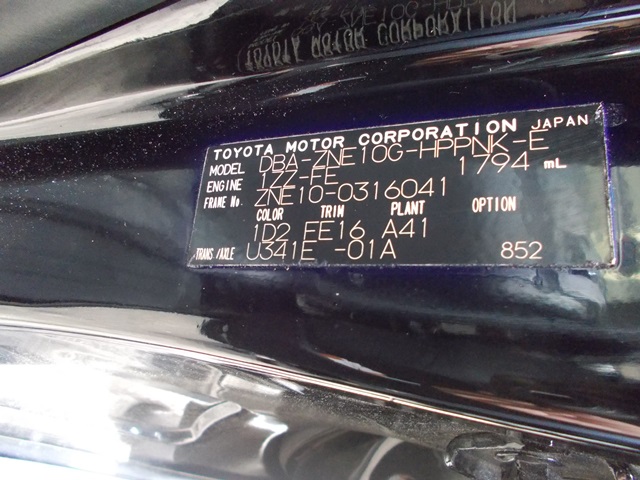 TOYOTA MOTOR CORPORATION JAPAN
MODEL DBA-ZNE10G-HPPNK-E
ENGINE 1ZZ-FE 1794 mL
FRAME No. ZNE10-0316041
COLOR TRIM PLANT OPTION
1D2 FE16 A41
TRANS/AXLE U341E -01A 852